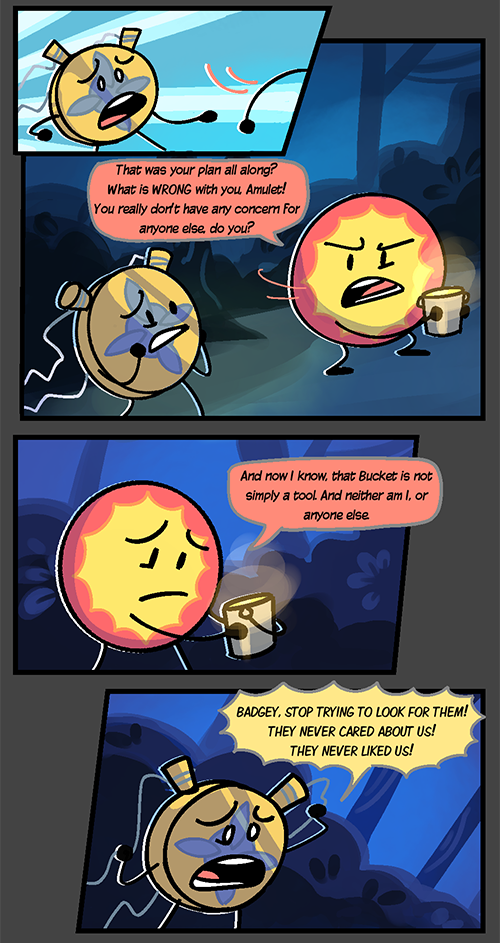 That was your plan all along?
What is WRONG with you, Amulet!
You really don't have any concern For
anyone else, do you?
And now I know, that Bucket is not
simply a tool. And neither am I, or
anyone else.
BADGEY, STOP TRYING TO LOOK FOR THEM!
THEY NEVER CARED ABOUT US!
THEY NEVER LIKED US!